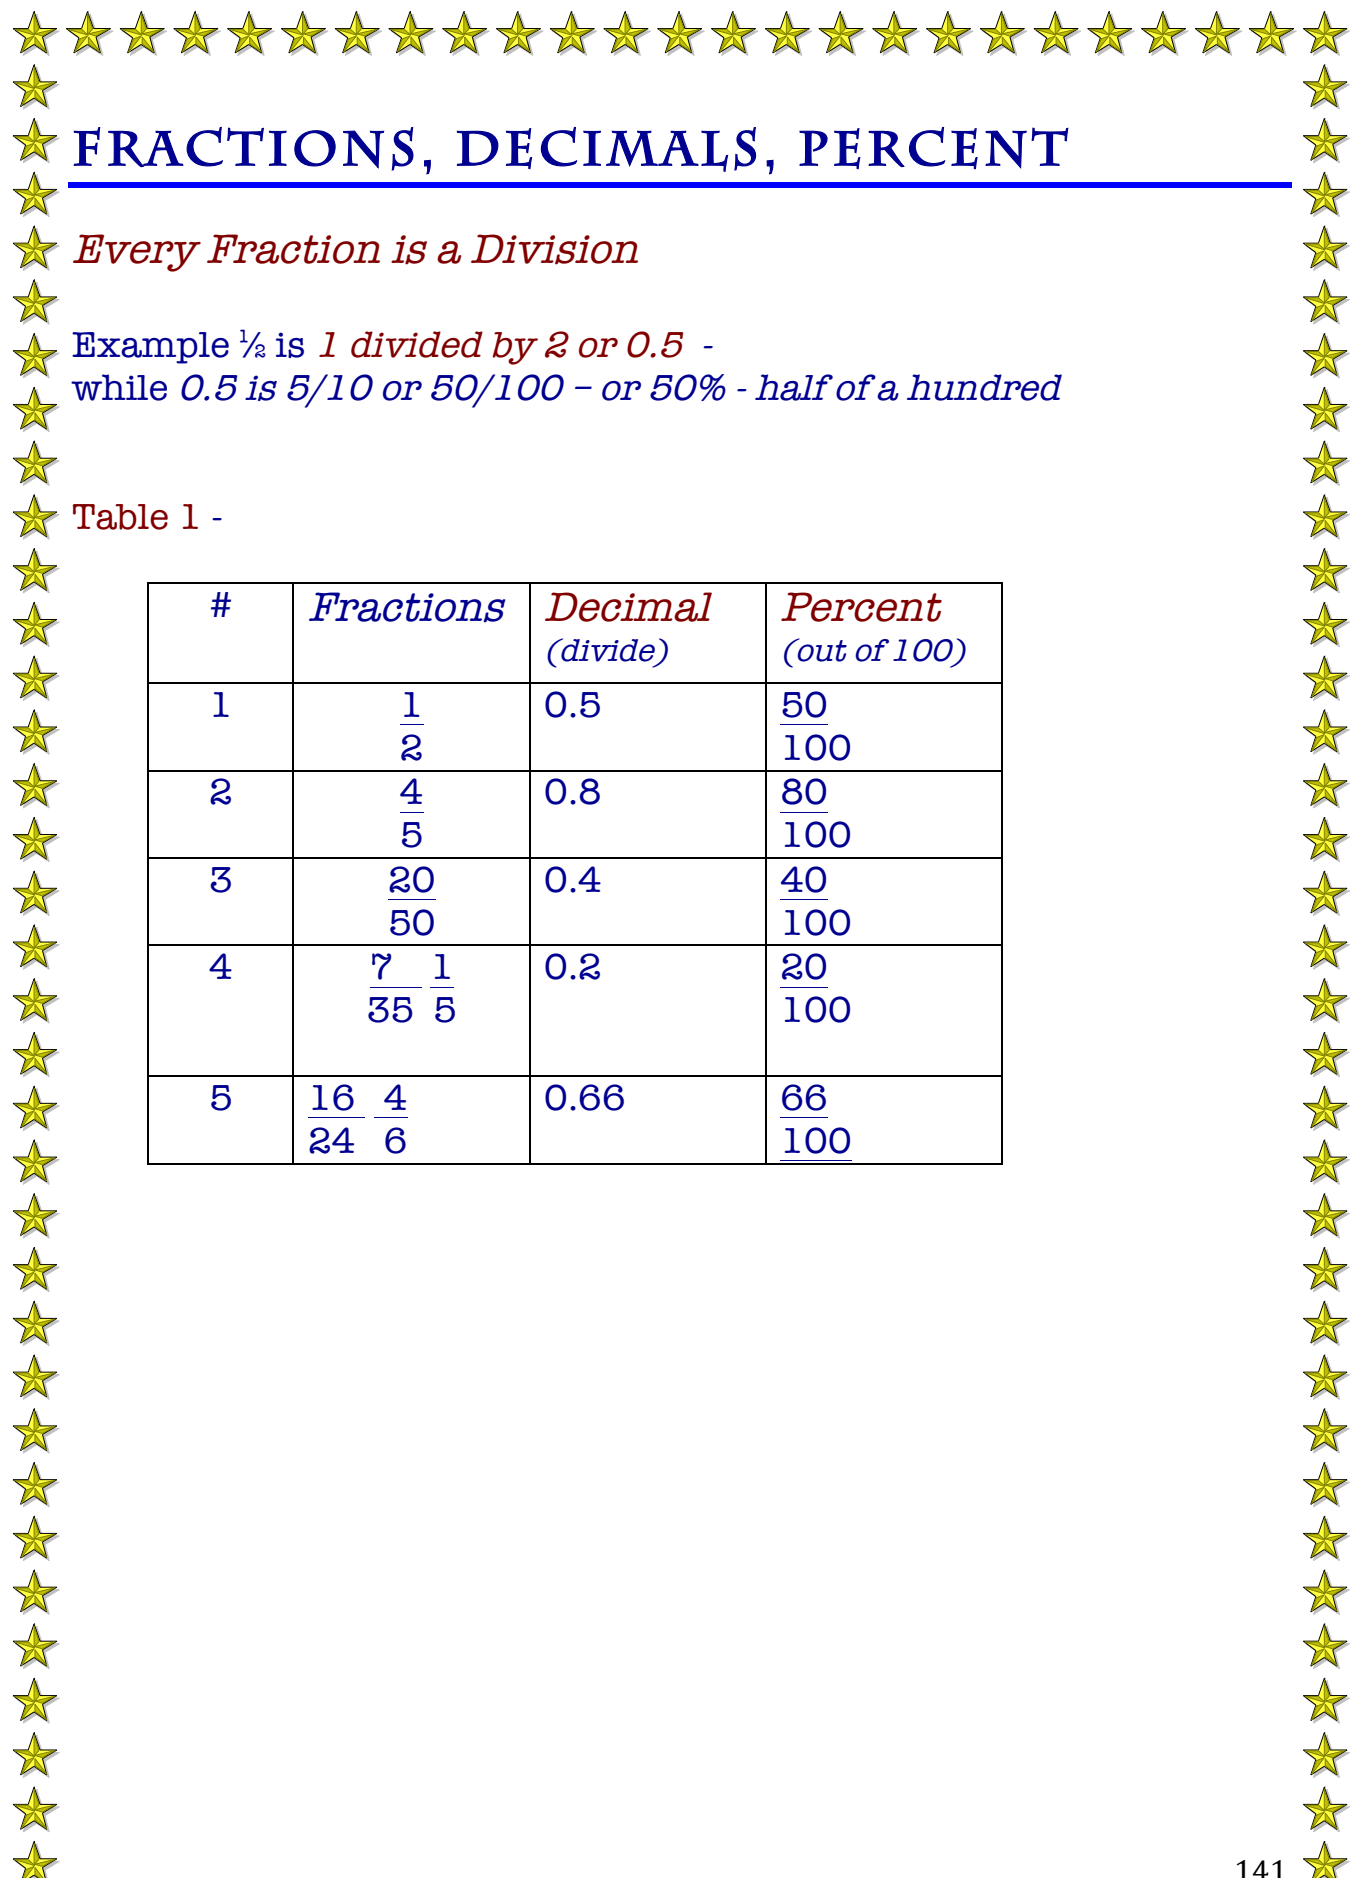 FRACTIONS, DECIMALS, PERCENT
Every Fraction is a Division
Example ½ is 1 divided by 2 or 0.5 -
while 0.5 is 5/10 or 50/100 – or 50% - half of a hundred
Table 1 -
# Fractions Decimal Percent
(divide) (out of 100)
1 1 0.5 50
2 100
2 4 0.8 80
5 100
3 20 0.4 40
50 100
4 7 1 0.2 20
35 5 100
5 16 4 0.66 66
24 6 100
141